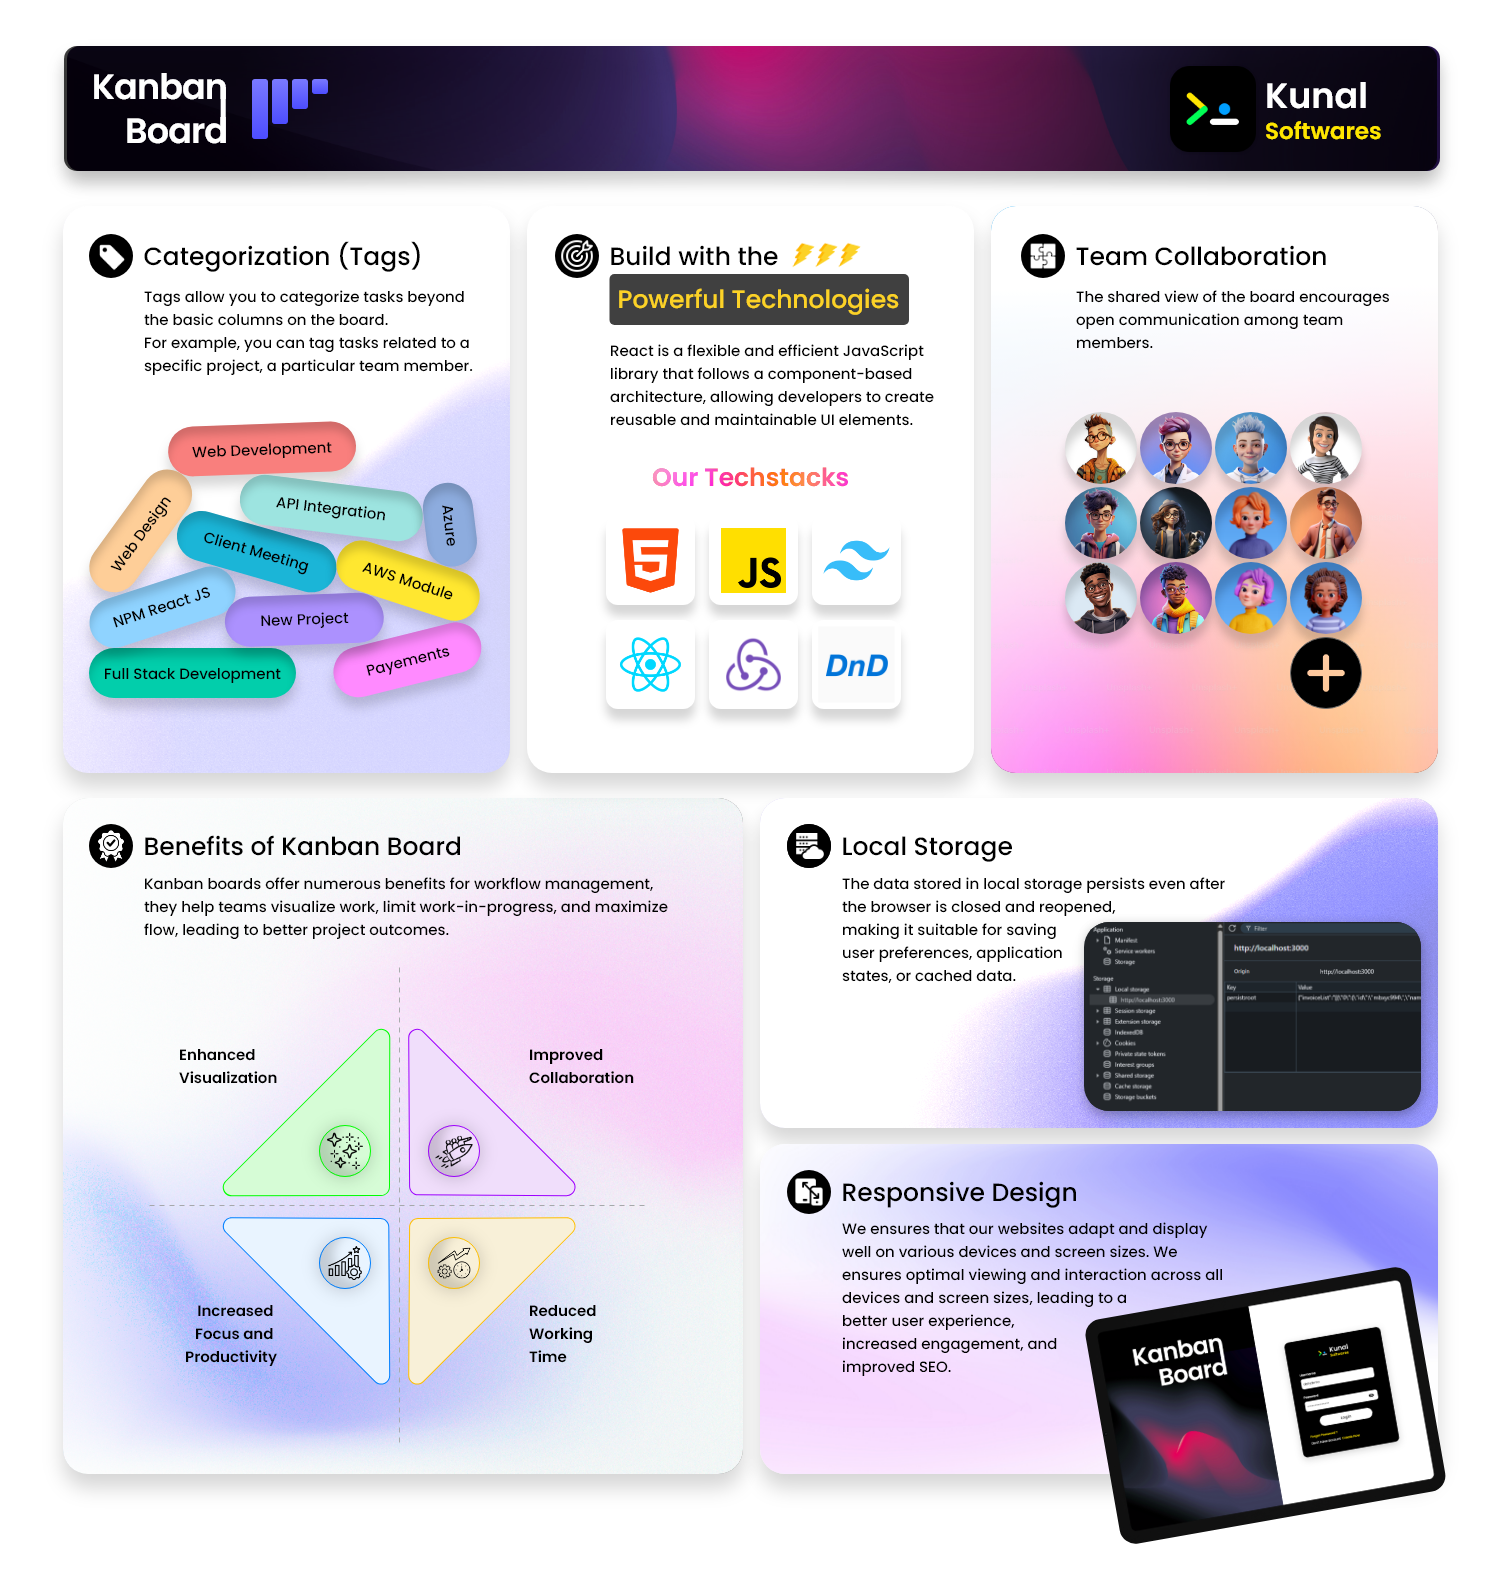 Kanban
Board
Kunal
Softwares
Categorization (Tags)
Tags allow you to categorize tasks beyond
the basic columns on the board.
For example, you can tag tasks related to a
specific project, a particular team member.
Web Development
Web Design
API Integration
Azure
Client Meeting
AWS Module
NPM React JS
New Project
Full Stack Development
Payements
Build with the
Powerful Technologies
React is a flexible and efficient JavaScript
library that follows a component-based
architecture, allowing developers to create
reusable and maintainable UI elements.
Our Techstacks
5
JS
DnD
Team Collaboration
The shared view of the board encourages
open communication among team
members.
Benefits of Kanban Board
Kanban boards offer numerous benefits for workflow management,
they help teams visualize work, limit work-in-progress, and maximize
flow, leading to better project outcomes.
Enhanced
Visualization
Improved
Collaboration
Increased
Focus and
Productivity
Reduced
Working
Time
Local Storage
The data stored in local storage persists even after
the browser is closed and reopened,
making it suitable for saving
user preferences, application
states, or cached data.
Application
Manifest
Service workers
Storage
Storage
Local storage
http://localhost:3000
Session storage
Extension storage
IndexedDB
Cookies
Private state tokens
Interest groups
Shared storage
Cache storage
Storage buckets
Filter
http://localhost:3000
Origin http://localhost:3000
Key Value
persist:root
Responsive Design
We ensures that our websites adapt and display
well on various devices and screen sizes. We
ensures optimal viewing and interaction across all
devices and screen sizes, leading to a
better user experience,
increased engagement, and
improved SEO.
Kanban
Board
Kunal
Softwares
Username
Password
Login
Forgot Password?